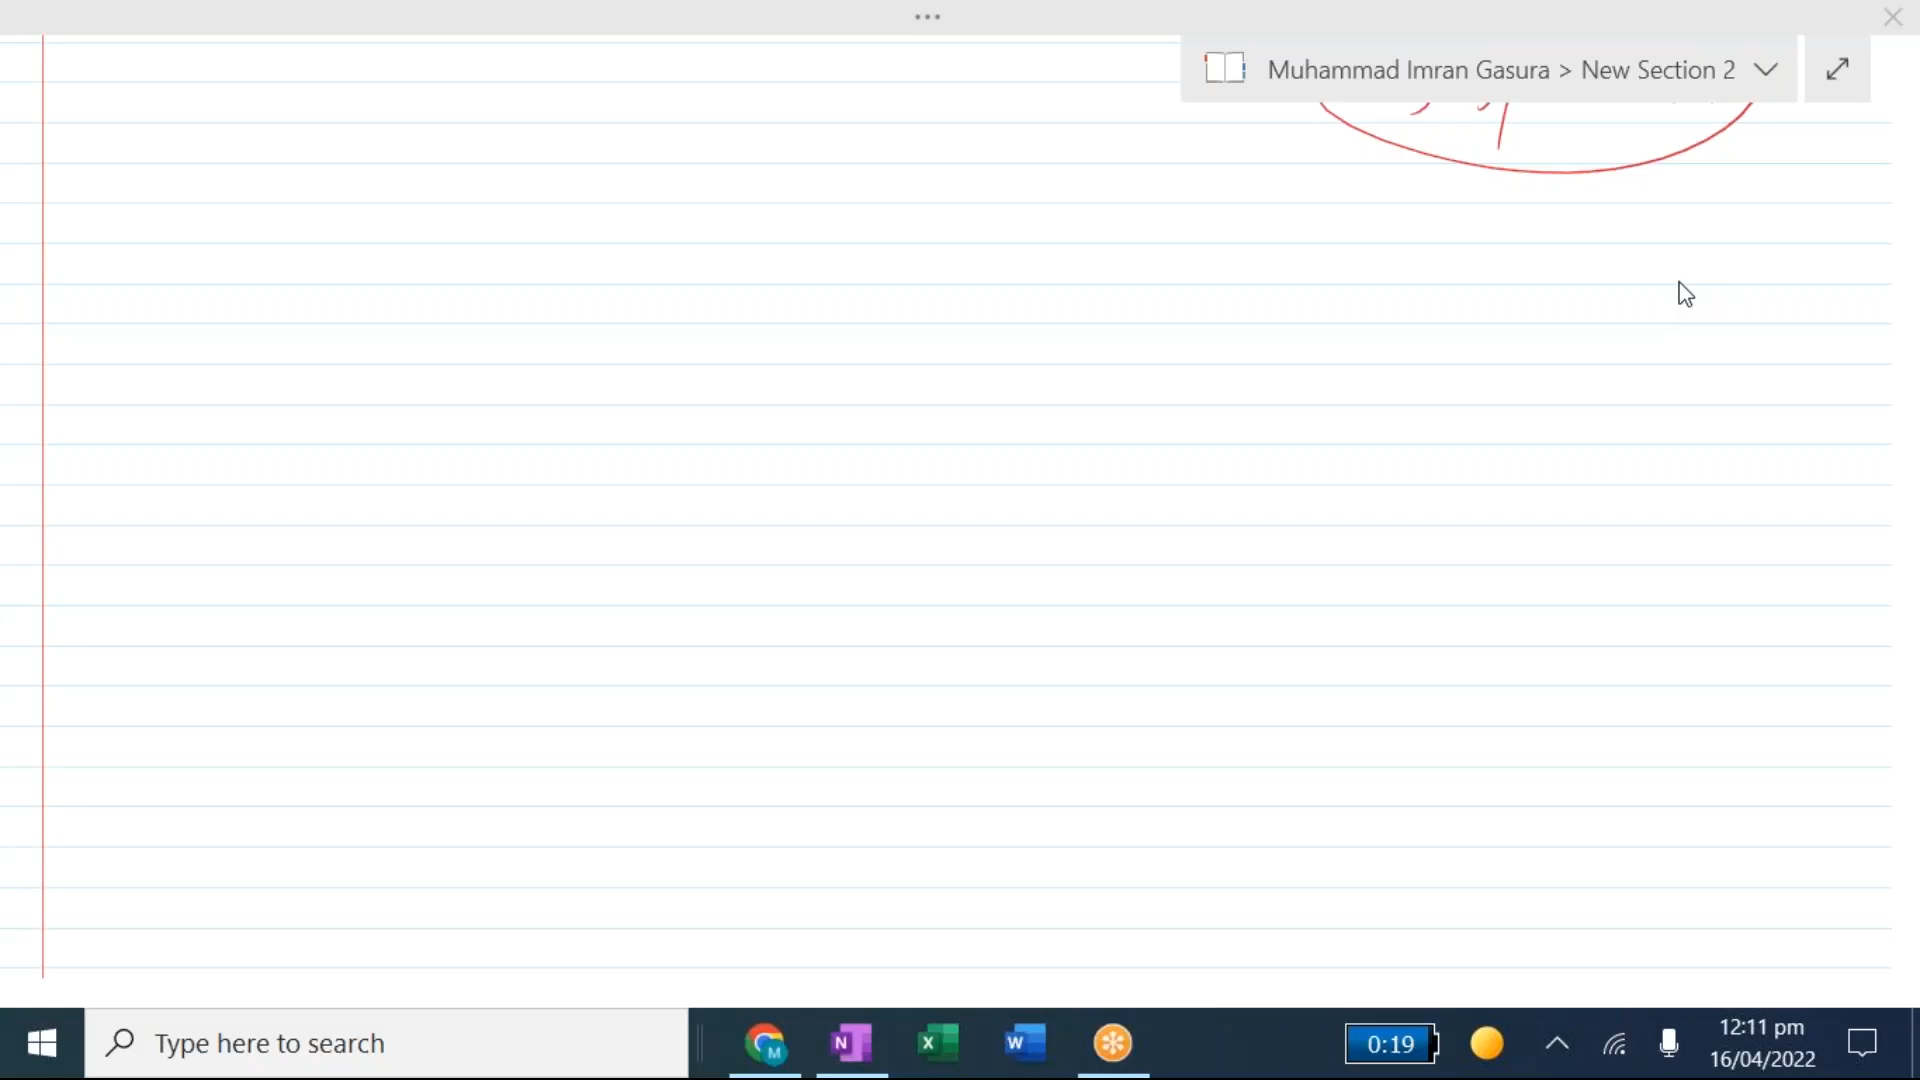 Muhammad Imran Gasura > New Section 2
Type here to search
0:19
12:11 pm
16/04/2022